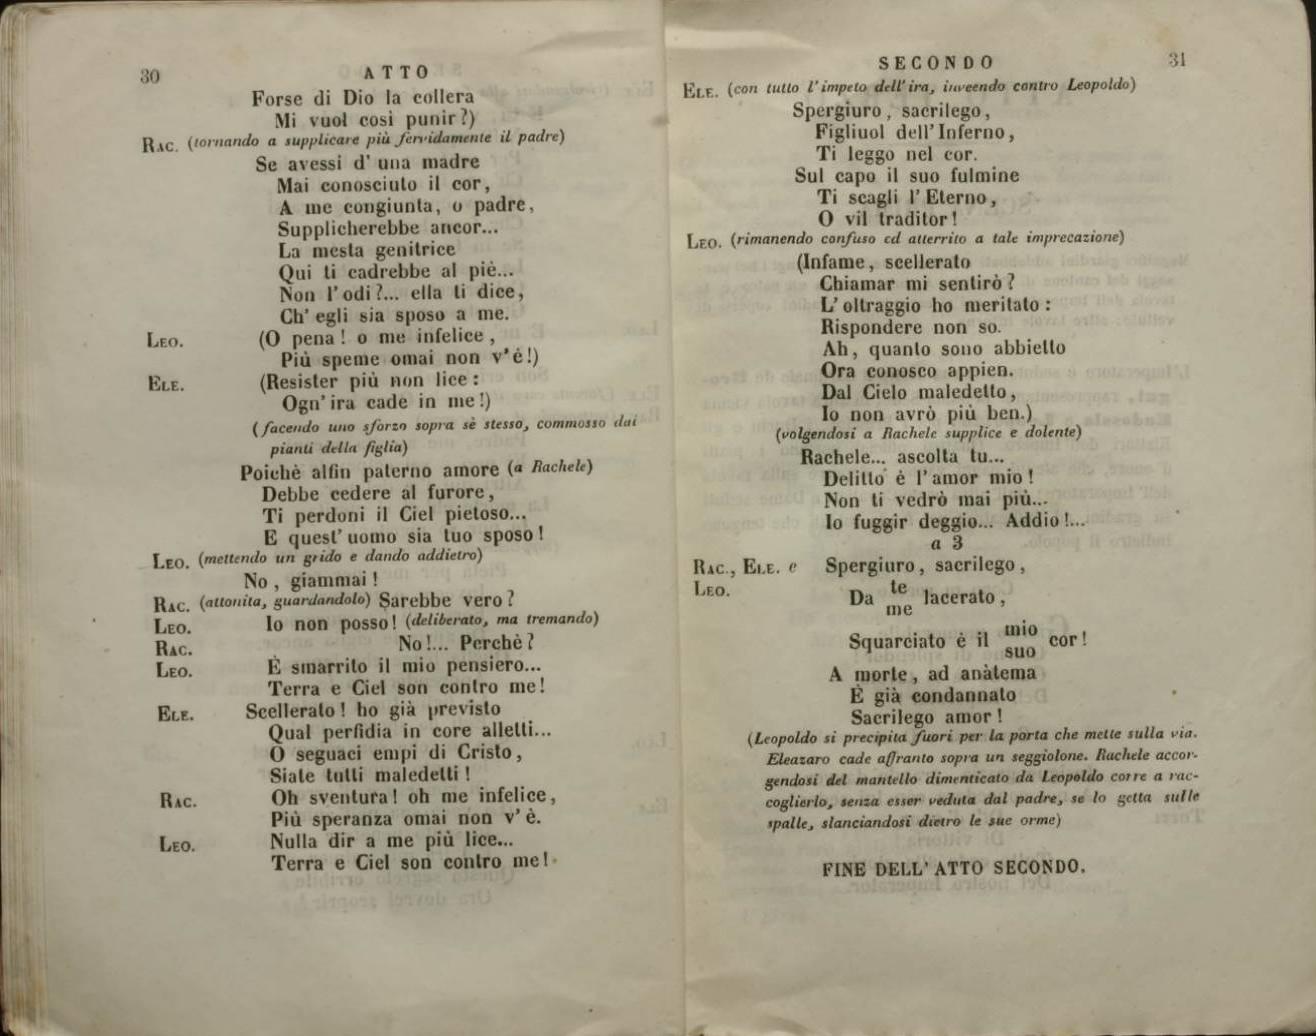 30
ATTO
Forse di Dio la collera
Mi vuol così punir?)
RAC. (tornando a supplicare più fervidamente il padre)
Se avessi d' una madre
Mai conosciuto il cor,
A me congiunta, o padre,
Supplicherebbe ancor...
La mesta genitrice
Qui ti cadrebbe al piè...
Non l'odi?... ella ti dice,
Ch' egli sia sposo a me.
LEO. (O pena! o me infelice,
Più speme omai non v'è!)
ELE. (Resister più non lice:
Ogn'ira cade in me!)
(facendo uno sforzo sopra sè stesso, commosso dai
pianti della figlia)
Poichè alfin paterno amore (a Rachele)
Debbe cedere al furore,
Ti perdoni il Ciel pietoso...
E quest' uomo sia tuo sposo!
LEO. (mettendo un grido e dando addietro)
No, giammai!
RAC. (attonita, guardandolo) Sarebbe vero?
LEO. Io non posso! (deliberato, ma tremando)
RAC. No!... Perchè?
LEO. È smarrito il mio pensiero...
Terra e Ciel son contro me!
ELE. Scellerato! ho già previsto
Qual perfidia in core alletti...
O seguaci empi di Cristo,
Siate tutti maledetti!
RAC. Oh sventura! oh me infelice,
Più speranza omai non v' è.
LEO. Nulla dir a me più lice...
Terra e Ciel son contro me!
SECONDO
31
ELE. (con tutto l'impeto dell'ira, inveendo contro Leopoldo)
Spergiuro, sacrilego,
Figliuol dell'Inferno,
Ti leggo nel cor.
Sul capo il suo fulmine
Ti scagli l'Eterno,
O vil traditor!
LEO. (rimanendo confuso ed atterrito a tale imprecazione)
(Infame, scellerato
Chiamar mi sentirò?
L' oltraggio ho meritato:
Rispondere non so.
Ah, quanto sono abbietto
Ora conosco appien.
Dal Cielo maledetto,
Io non avrò più ben.)
(volgendosi a Rachele supplice e dolente)
Rachele... ascolta tu...
Delitto è l'amor mio!
Non ti vedrò mai più...
Io fuggir deggio... Addio!...
a 3
RAC., ELE. e Spergiuro, sacrilego,
LEO.
Da te lacerato,
me
Squarciato è il mio cor!
suo
A morte, ad anàtema
È già condannato
Sacrilego amor!
(Leopoldo si precipita fuori per la porta che mette sulla via.
Eleazaro cade affranto sopra un seggiolone. Rachele accor-
gendosi del mantello dimenticato da Leopoldo corre a rac-
coglierlo, senza esser veduta dal padre, se lo getta sulle
spalle, slanciandosi dietro le sue orme)
FINE DELL' ATTO SECONDO.